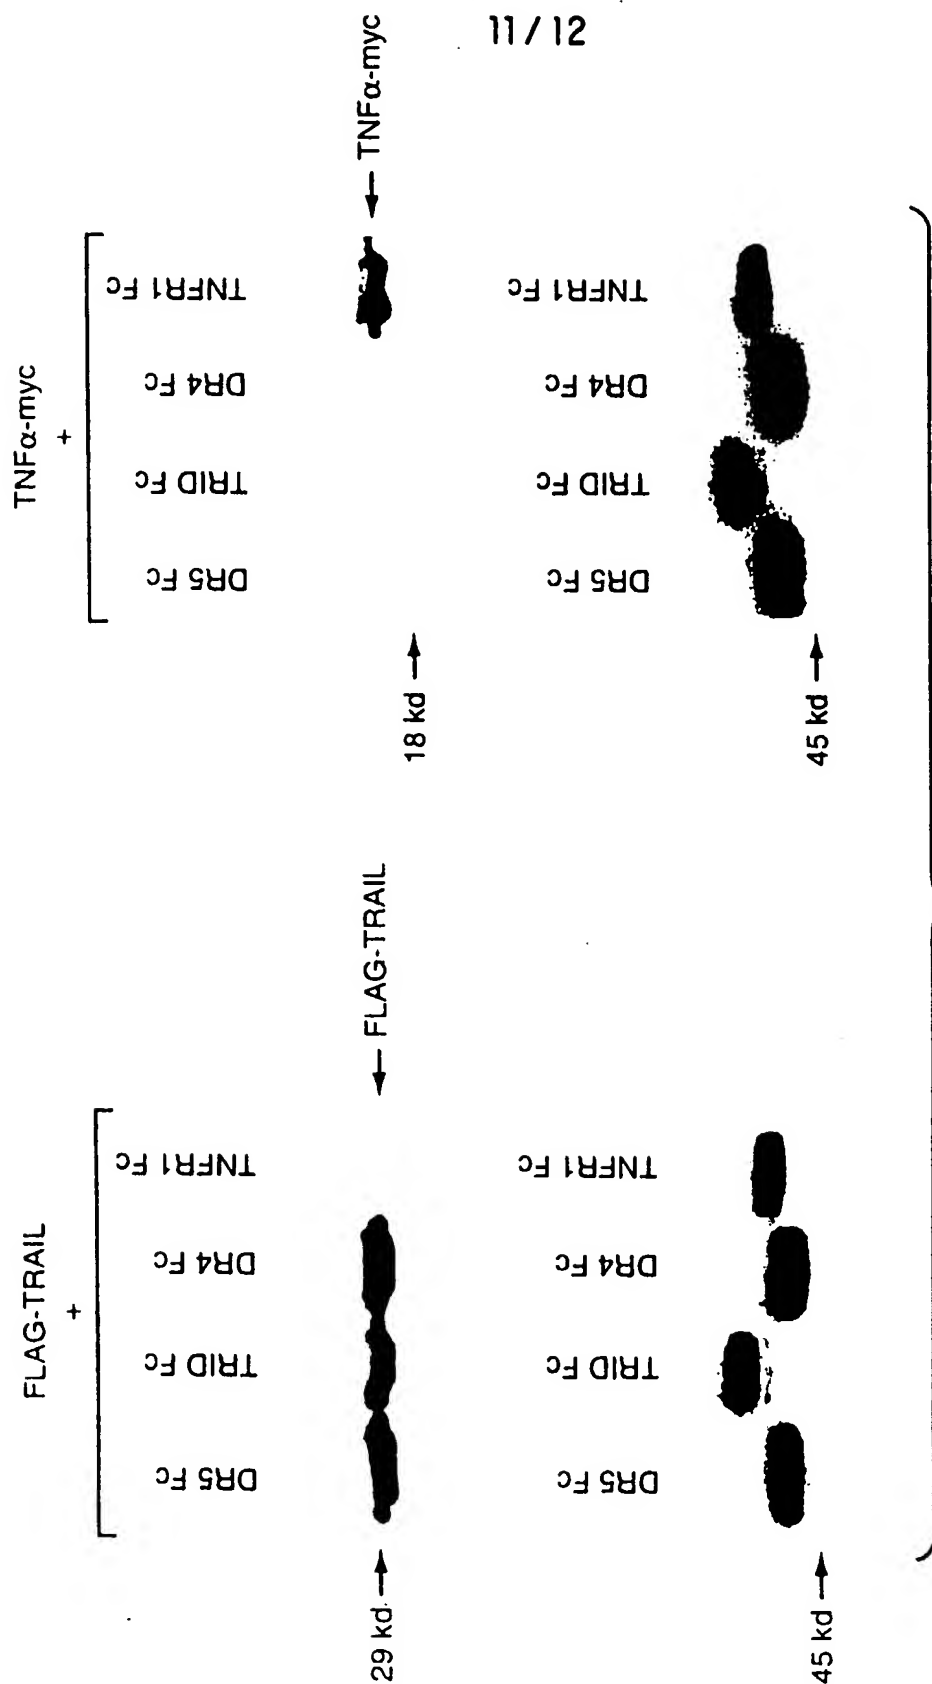 11/12
FLAG-TRAIL
+
DR5 Fc
TRID Fc
DR4 Fc
TNFR1 Fc
29 kd
FLAG-TRAIL
DR5 Fc
TRID Fc
DR4 Fc
TNFR1 Fc
45 kd
TNFα-myc
+
DR5 Fc
TRID Fc
DR4 Fc
TNFR1 Fc
18 kd
TNFα-myc
DR5 Fc
TRID Fc
DR4 Fc
TNFR1 Fc
45 kd